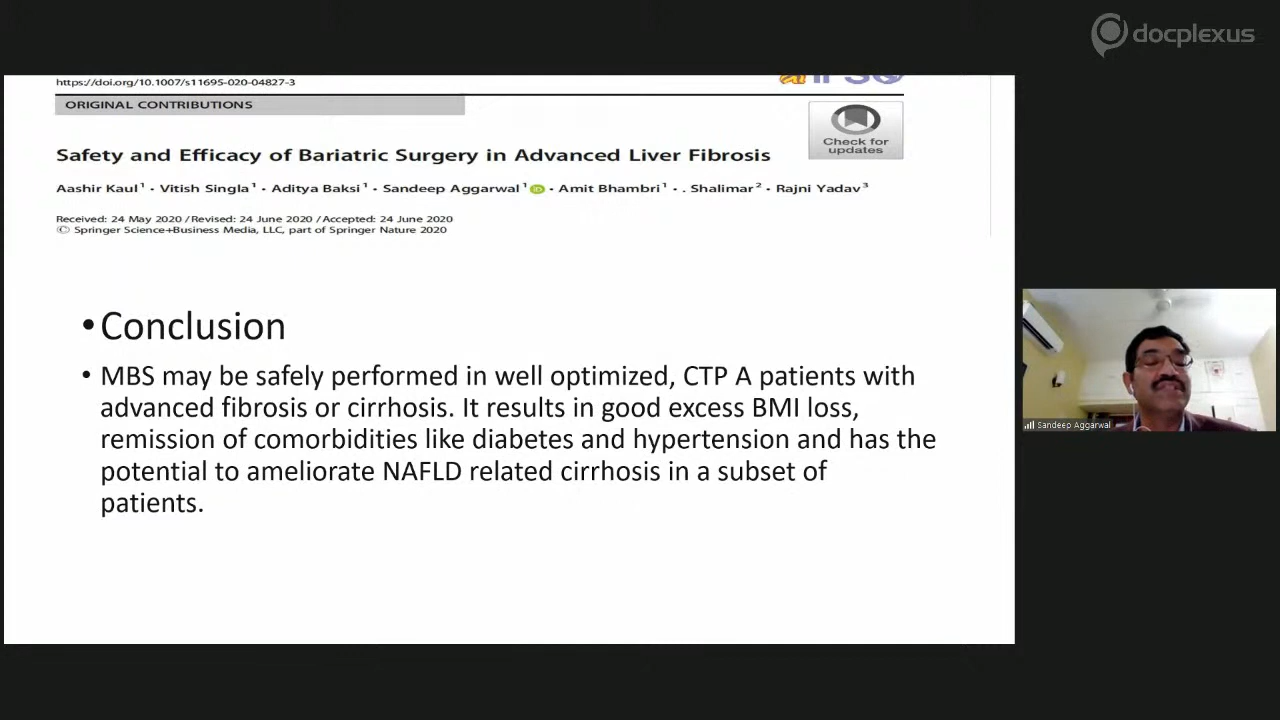 docplexus
https://doi.org/10.1007/s11695-020-04827-3
ORIGINAL CONTRIBUTIONS
Check for
updates
Safety and Efficacy of Bariatric Surgery in Advanced Liver Fibrosis
Aashir Kaul1 · Vitish Singla1 · Aditya Baksi1 · Sandeep Aggarwal1 iD · Amit Bhambri1 · . Shalimar2 · Rajni Yadav3
Received: 24 May 2020 / Revised: 24 June 2020 / Accepted: 24 June 2020
© Springer Science+Business Media, LLC, part of Springer Nature 2020
•Conclusion
• MBS may be safely performed in well optimized, CTP A patients with
advanced fibrosis or cirrhosis. It results in good excess BMI loss,
remission of comorbidities like diabetes and hypertension and has the
potential to ameliorate NAFLD related cirrhosis in a subset of
patients.
Sandeep Aggarwal